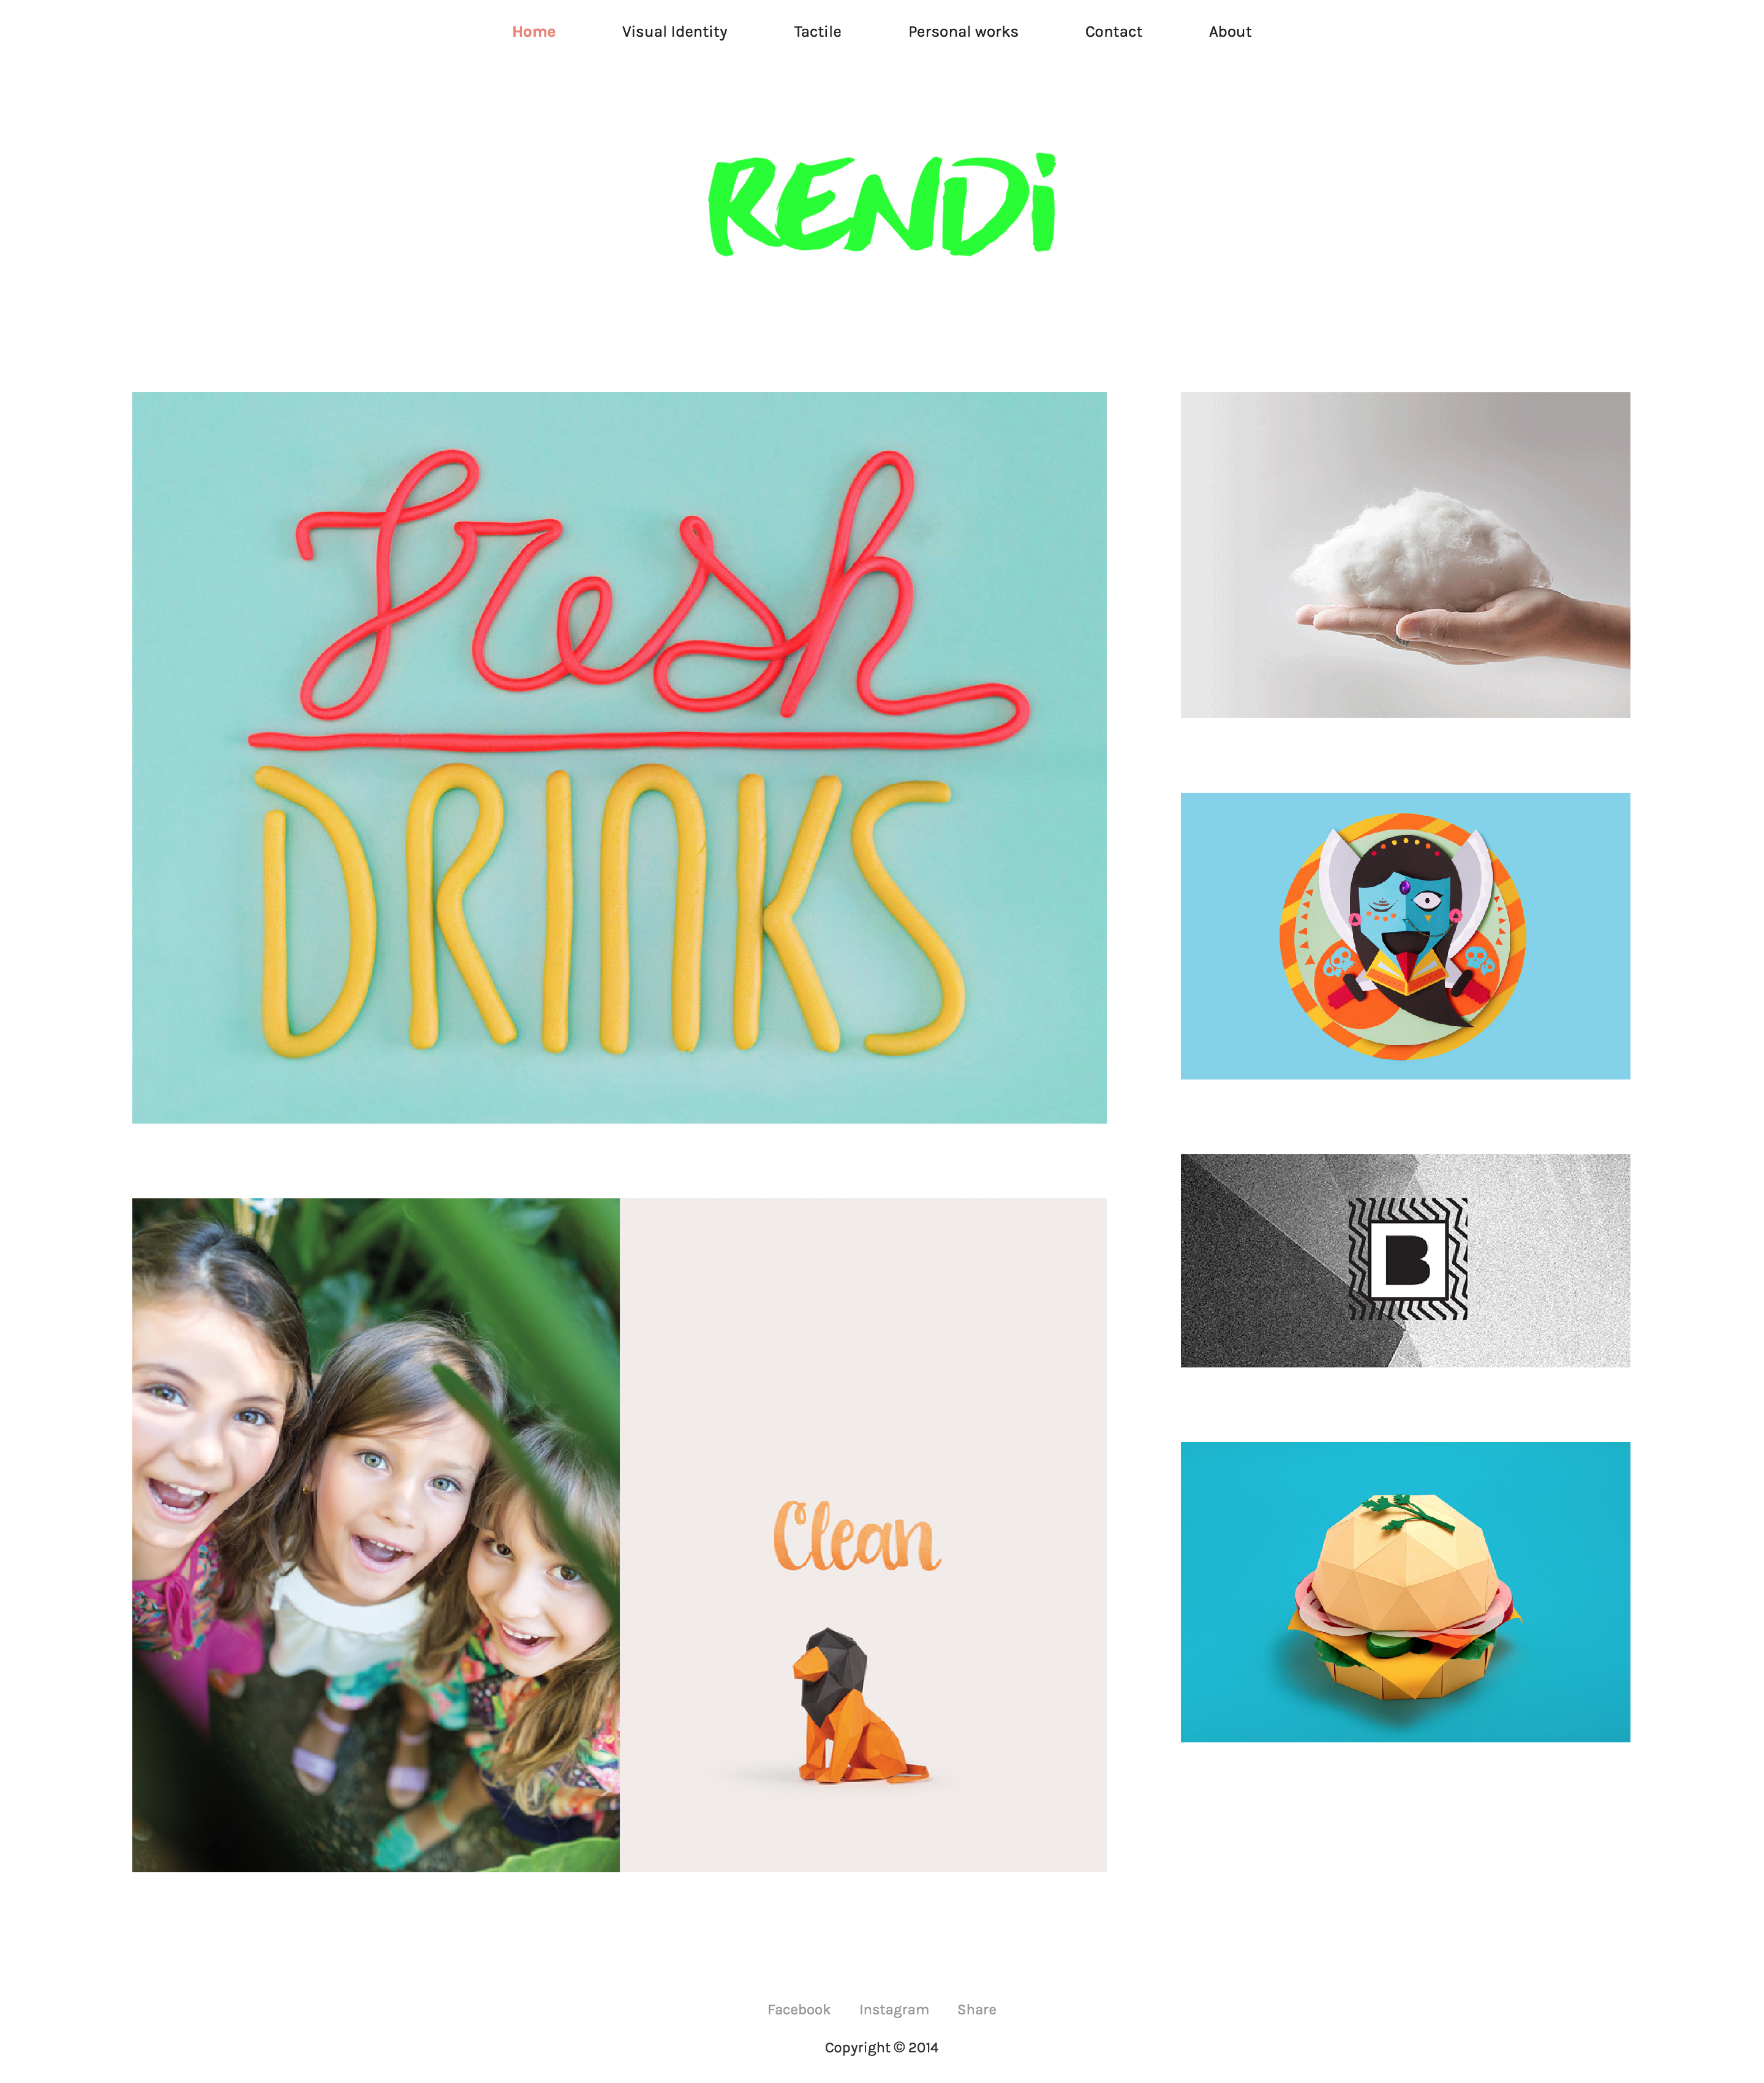 Home Visual Identity Tactile Personal works Contact About
RENDi
fresh
DRINKS
B
Clean
Facebook Instagram Share
Copyright © 2014